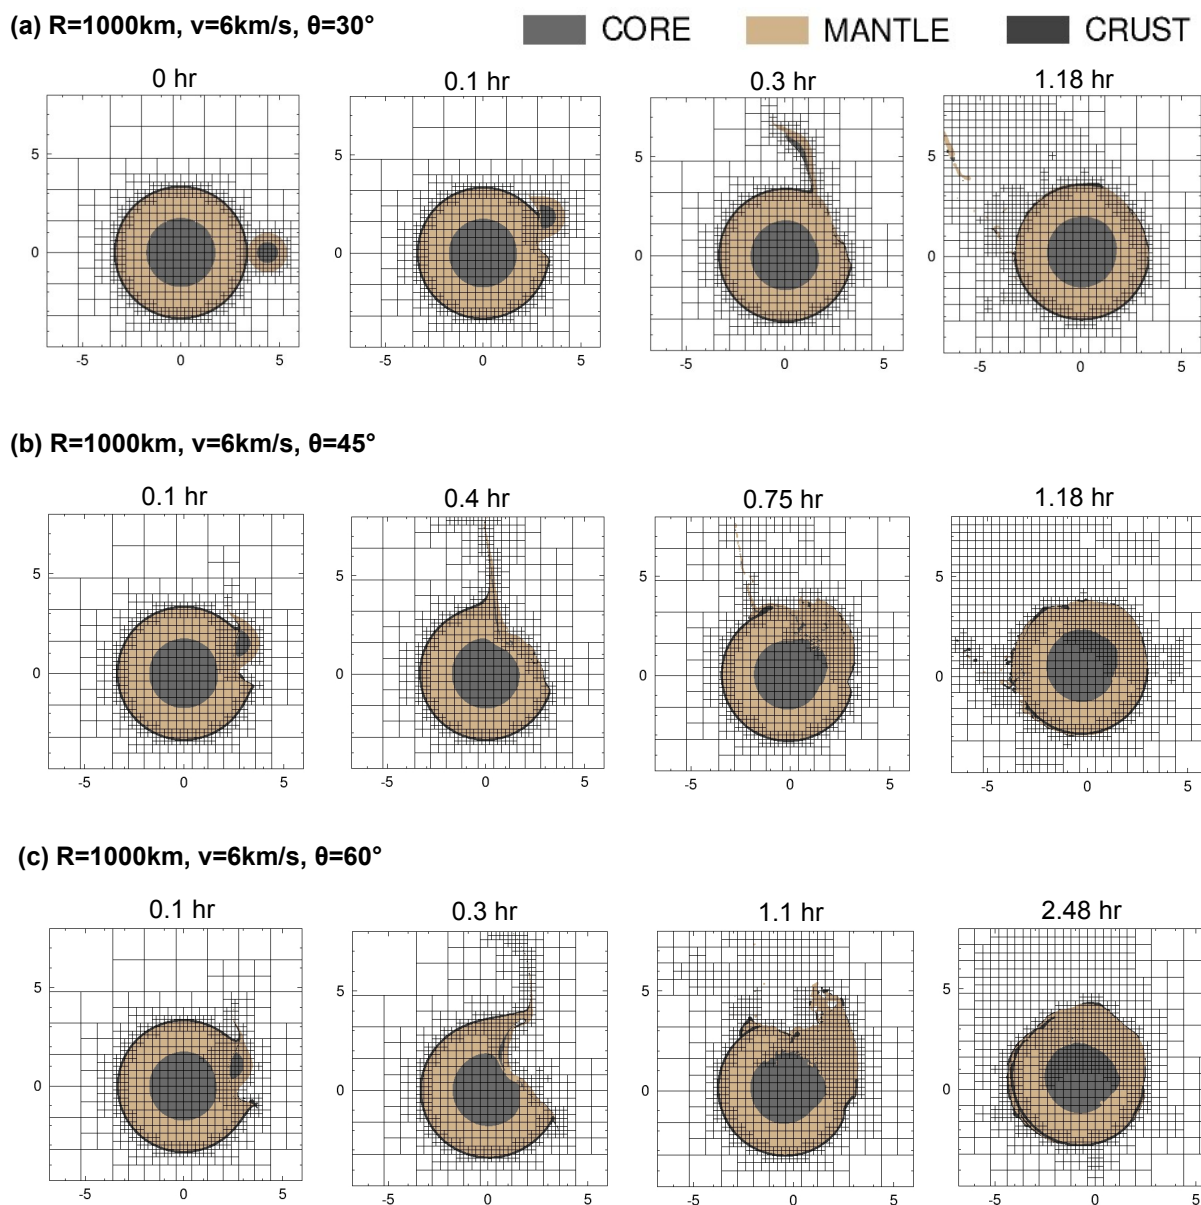 (a) R=1000km, v=6km/s, θ=30°
CORE MANTLE CRUST
0 hr 0.1 hr 0.3 hr 1.18 hr
5 5 5 5
0 0 0 0
-5 0 5 -5 0 5 -5 0 5 -5 0 5
(b) R=1000km, v=6km/s, θ=45°
0.1 hr 0.4 hr 0.75 hr 1.18 hr
5 5 5 5
0 0 0 0
-5 0 5 -5 0 5 -5 0 5 -5 0 5
(c) R=1000km, v=6km/s, θ=60°
0.1 hr 0.3 hr 1.1 hr 2.48 hr
5 5 5 5
0 0 0 0
-5 0 5 -5 0 5 -5 0 5 -5 0 5